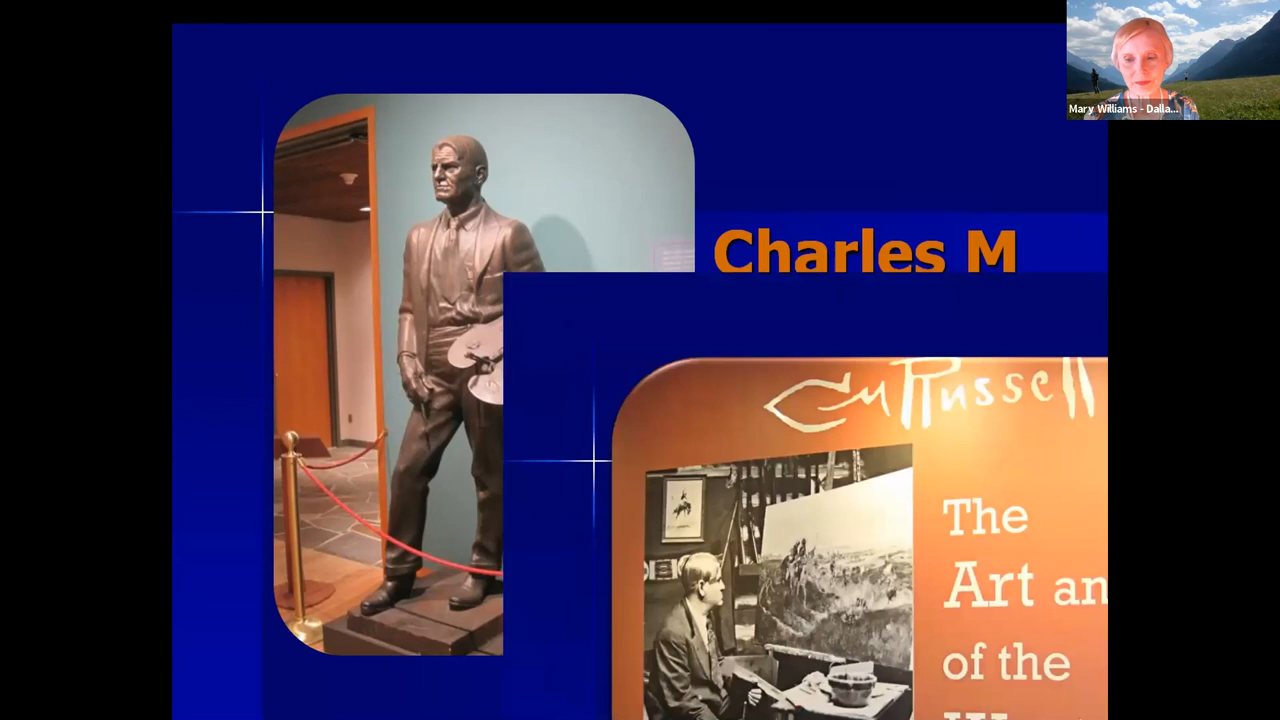 Mary Williams - Dalla...
Charles M
CM Russell
The
Art an
of the